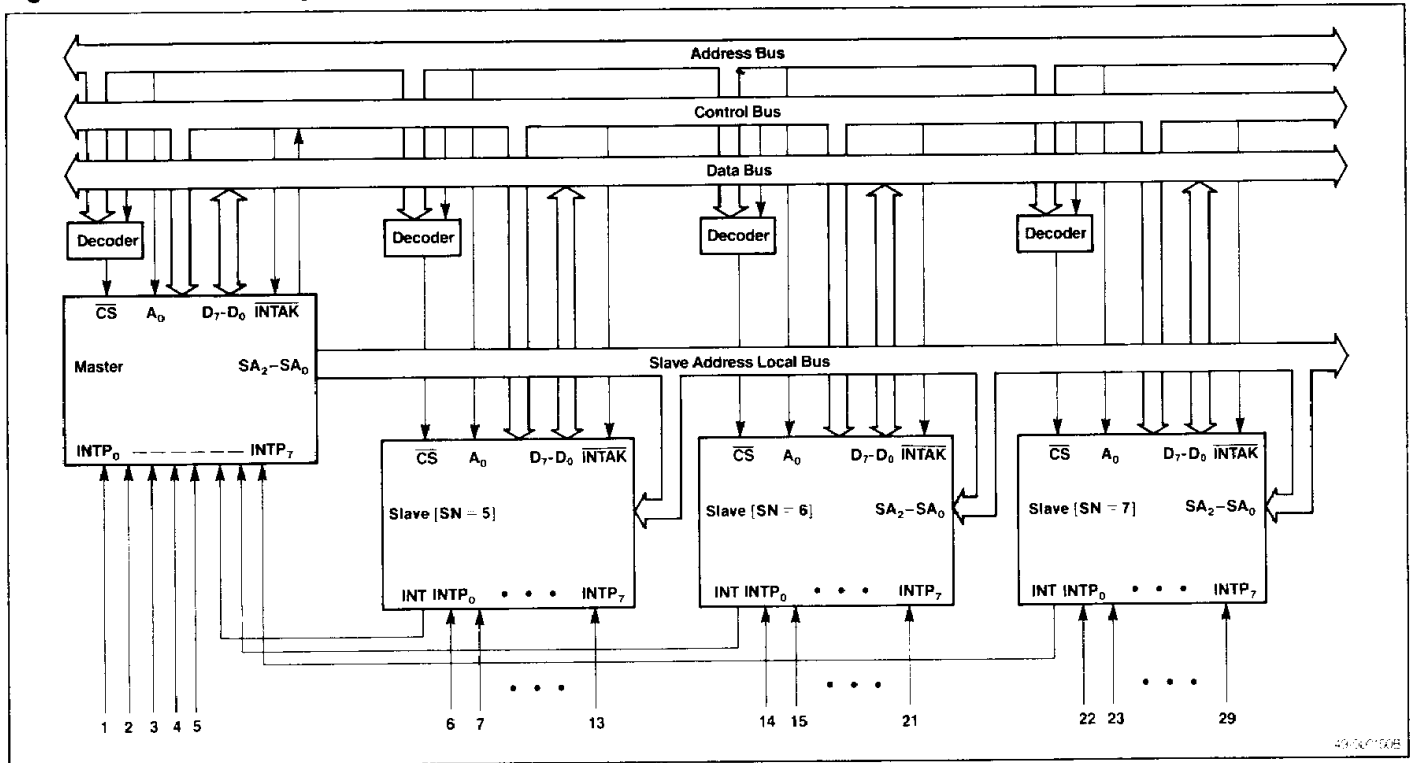 Address Bus
Control Bus
Data Bus
Decoder
Decoder
Decoder
Decoder
CS A0 D7-D0 INTAK
Master SA2-SA0
Slave Address Local Bus
INTP0 — — — — — — INTP7
CS A0 D7-D0 INTAK
CS A0 D7-D0 INTAK
CS A0 D7-D0 INTAK
Slave [SN = 5]
Slave [SN = 6] SA2-SA0
Slave [SN = 7] SA2-SA0
INT INTP0 • • • INTP7
INT INTP0 • • • INTP7
INT INTP0 • • • INTP7
• • •
• • •
• • •
1 2 3 4 5 6 7 13 14 15 21 22 23 29